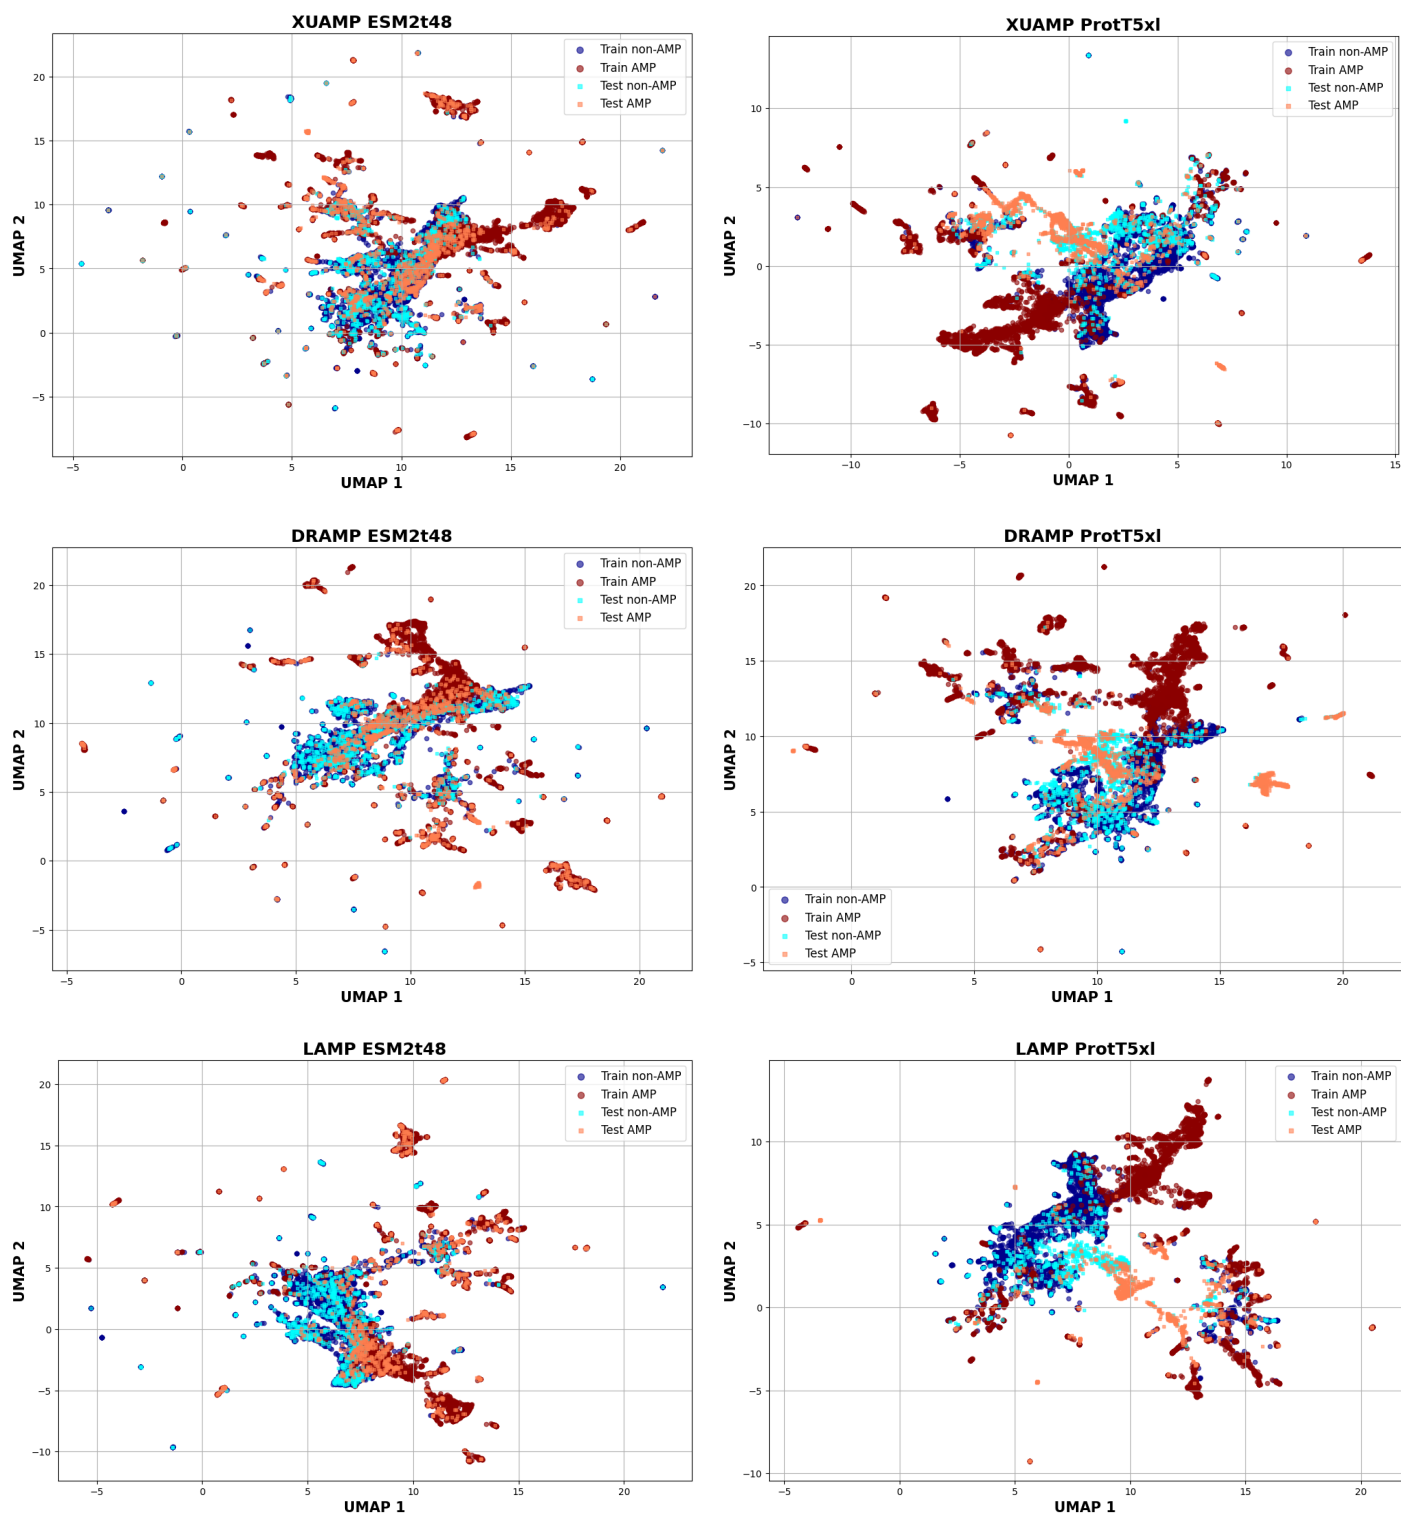 XUAMP ESM2t48
Train non-AMP
Train AMP
Test non-AMP
Test AMP
20
15
10
5
0
−5
UMAP 2
−5
0
5
10
15
20
UMAP 1
XUAMP ProtT5xl
Train non-AMP
Train AMP
Test non-AMP
Test AMP
10
5
0
−5
−10
UMAP 2
−10
−5
0
5
10
15
UMAP 1
DRAMP ESM2t48
Train non-AMP
Train AMP
Test non-AMP
Test AMP
20
15
10
5
0
−5
UMAP 2
−5
0
5
10
15
20
UMAP 1
DRAMP ProtT5xl
20
15
10
5
0
−5
UMAP 2
Train non-AMP
Train AMP
Test non-AMP
Test AMP
0
5
10
15
20
UMAP 1
LAMP ESM2t48
Train non-AMP
Train AMP
Test non-AMP
Test AMP
20
15
10
5
0
−5
−10
UMAP 2
−5
0
5
10
15
20
UMAP 1
LAMP ProtT5xl
Train non-AMP
Train AMP
Test non-AMP
Test AMP
10
5
0
−5
−10
UMAP 2
−5
0
5
10
15
20
UMAP 1